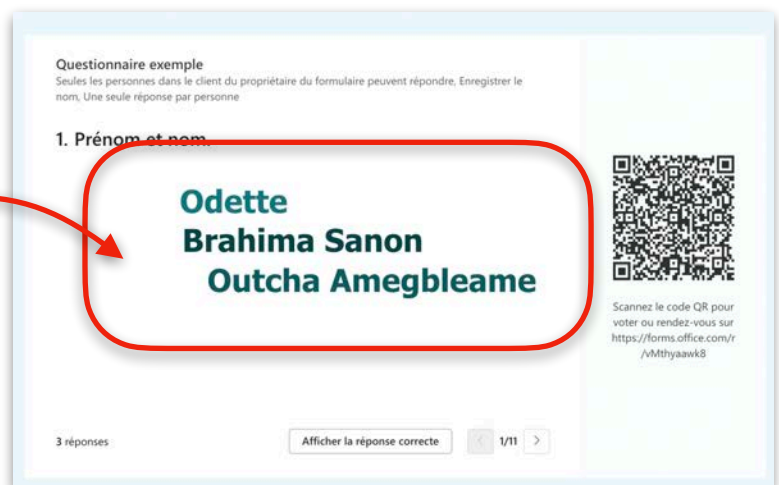 Questionnaire exemple
Seules les personnes dans le client du propriétaire du formulaire peuvent répondre, Enregistrer le
nom, Une seule réponse par personne
1. Prénom et nom.
Odette
Brahima Sanon
Outcha Amegbleame
Scannez le code QR pour
voter ou rendez-vous sur
https://forms.office.com/r
/vMthyaawk8
3 réponses
Afficher la réponse correcte
< 1/11 >